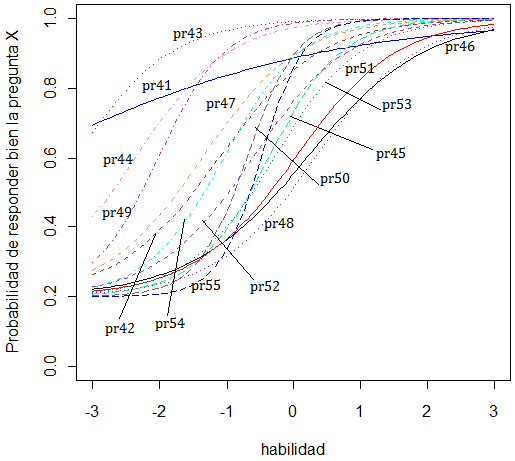 Probabilidad de responder bien la pregunta X
1.0
0.8
0.6
0.4
0.2
0.0
pr43
pr46
pr41
pr51
pr47
pr53
pr44
pr45
pr50
pr49
pr48
pr55
pr52
pr42
pr54
-3
-2
-1
0
1
2
3
habilidad